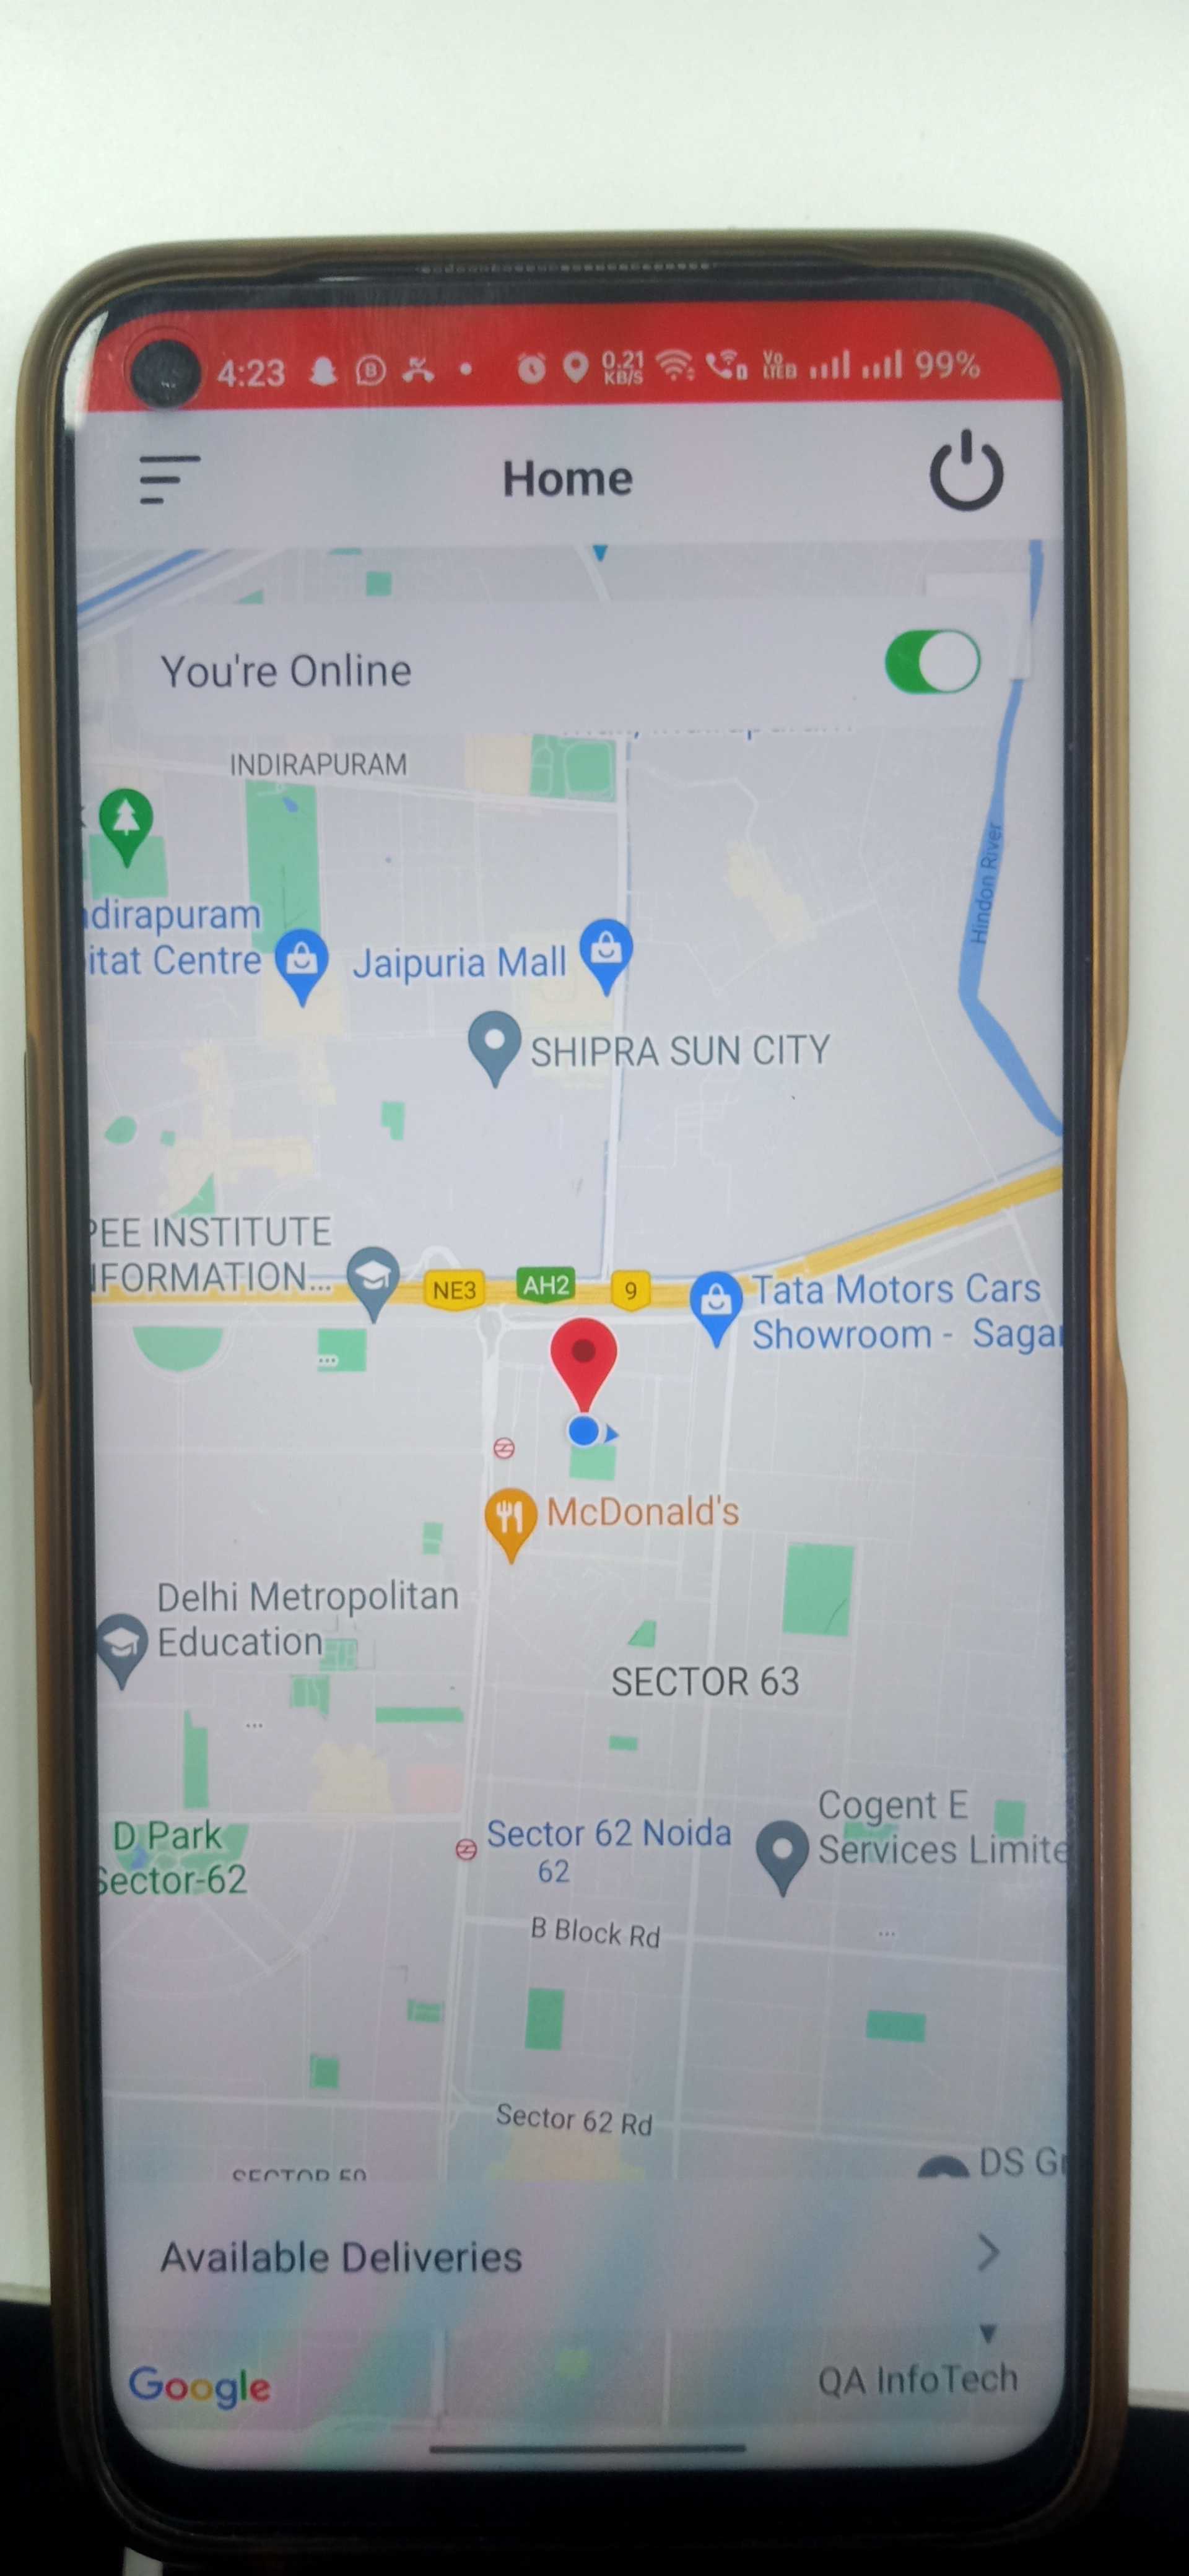 4:23
B
0.21
KB/S
Vo
LTE
99%
Home
You're Online
INDIRAPURAM
Hindon River
dirapuram
itat Centre
Jaipuria Mall
SHIPRA SUN CITY
PEE INSTITUTE
NFORMATION...
NE3
AH2
9
Tata Motors Cars
Showroom - Sagar
McDonald's
Delhi Metropolitan
Education
SECTOR 63
Cogent E
Services Limite
D Park
Sector-62
Sector 62 Noida
62
B Block Rd
Sector 62 Rd
DS G
Available Deliveries
Google
QA InfoTech